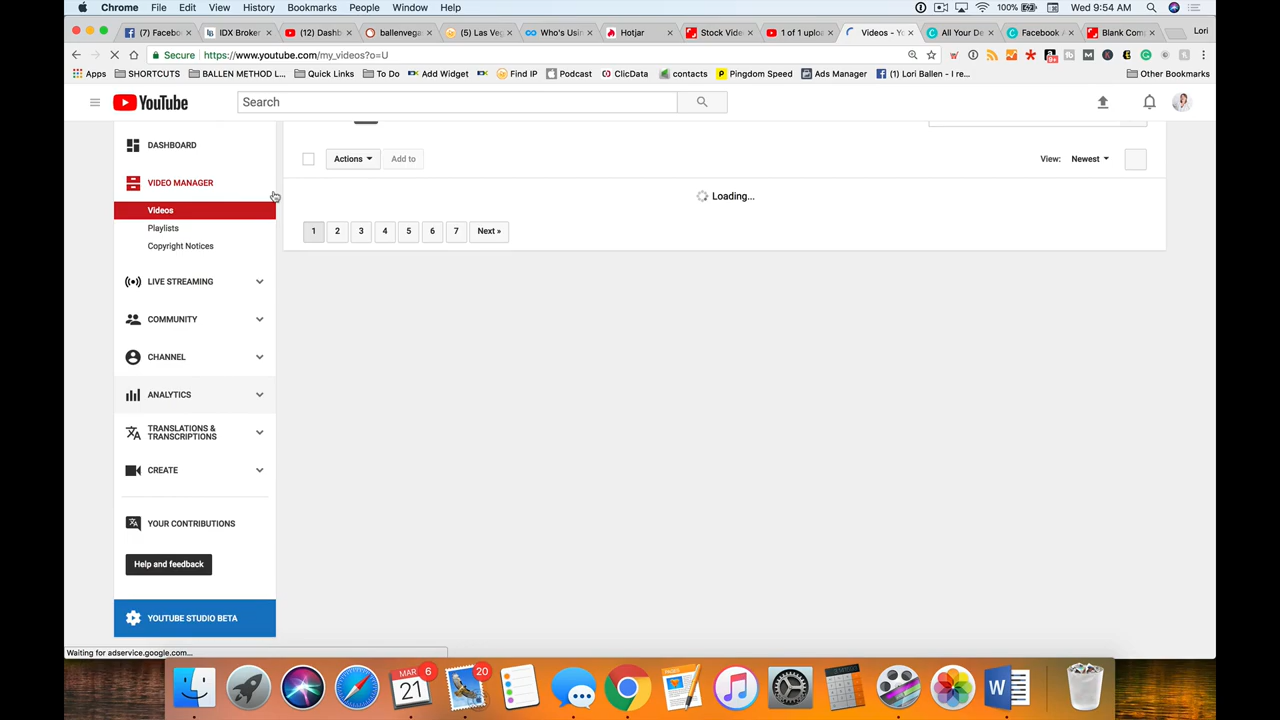 Chrome File Edit View History Bookmarks People Window Help 100% Wed 9:54 AM
(7) Facebo IDX Broker (12) Dashb ballenvega (5) Las Ve Who's Usin Hotjar Stock Vide 1 of 1 uploa Videos - Yo All Your De Facebook Blank Com Lori
Secure https://www.youtube.com/my_videos?o=U
Apps SHORTCUTS BALLEN METHOD L... Quick Links To Do Add Widget Find IP Podcast ClicData contacts Pingdom Speed Ads Manager (1) Lori Ballen - I re... Other Bookmarks
YouTube Search
DASHBOARD
Actions Add to View: Newest
VIDEO MANAGER
Loading...
Videos
Playlists
1 2 3 4 5 6 7 Next »
Copyright Notices
LIVE STREAMING
COMMUNITY
CHANNEL
ANALYTICS
TRANSLATIONS &
TRANSCRIPTIONS
CREATE
YOUR CONTRIBUTIONS
Help and feedback
YOUTUBE STUDIO BETA
Waiting for adservice.google.com...
MAR 6 20
21 W